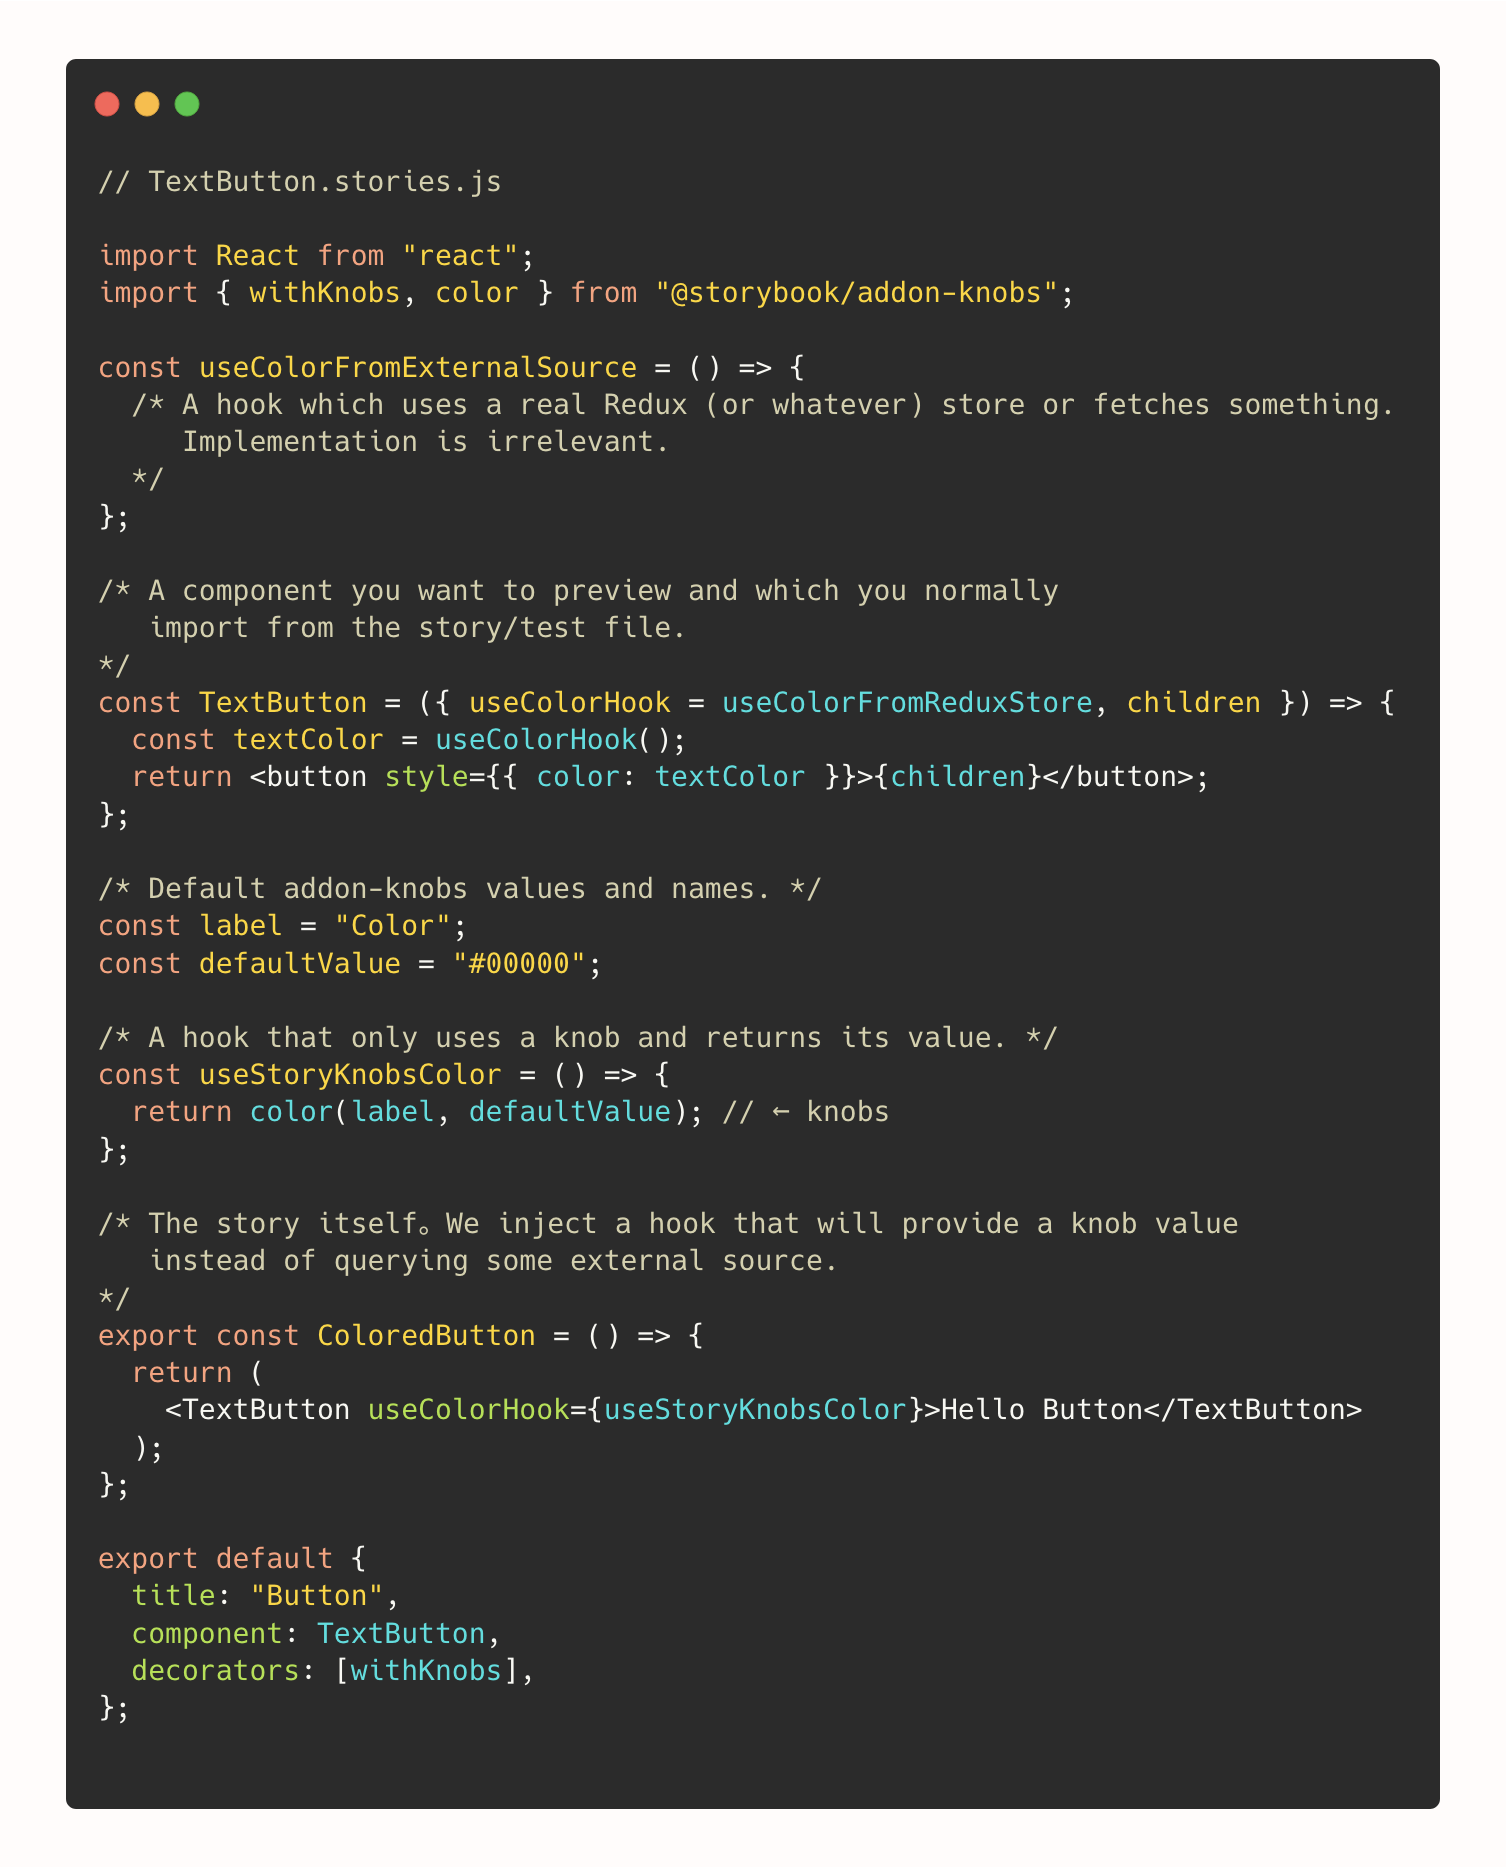 // TextButton.stories.js
import React from "react";
import { withKnobs, color } from "@storybook/addon-knobs";
const useColorFromExternalSource = () => {
  /* A hook which uses a real Redux (or whatever) store or fetches something.
     Implementation is irrelevant.
  */
};
/* A component you want to preview and which you normally
   import from the story/test file.
*/
const TextButton = ({ useColorHook = useColorFromReduxStore, children }) => {
  const textColor = useColorHook();
  return <button style={{ color: textColor }}>{children}</button>;
};
/* Default addon-knobs values and names. */
const label = "Color";
const defaultValue = "#00000";
/* A hook that only uses a knob and returns its value. */
const useStoryKnobsColor = () => {
  return color(label, defaultValue); // ← knobs
};
/* The story itself。We inject a hook that will provide a knob value
   instead of querying some external source.
*/
export const ColoredButton = () => {
  return (
    <TextButton useColorHook={useStoryKnobsColor}>Hello Button</TextButton>
  );
};
export default {
  title: "Button",
  component: TextButton,
  decorators: [withKnobs],
};